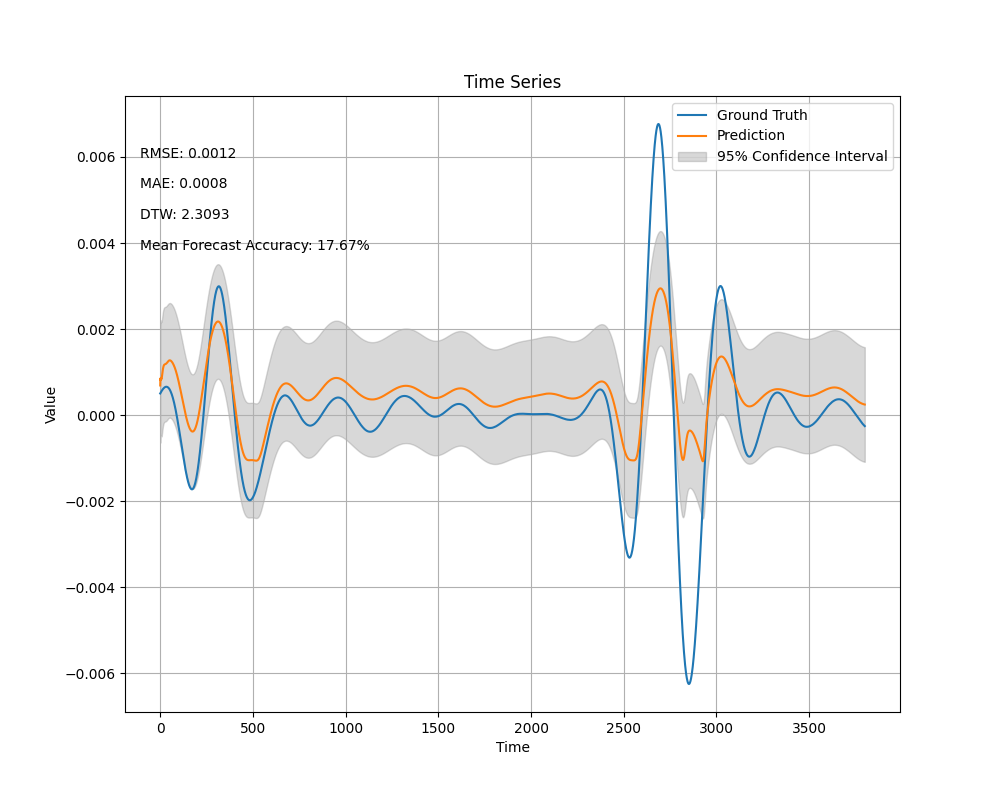 Time Series
Ground Truth
Prediction
95% Confidence Interval
RMSE: 0.0012
MAE: 0.0008
DTW: 2.3093
Mean Forecast Accuracy: 17.67%
0.006
0.004
0.002
0.000
−0.002
−0.004
−0.006
Value
0 500 1000 1500 2000 2500 3000 3500
Time